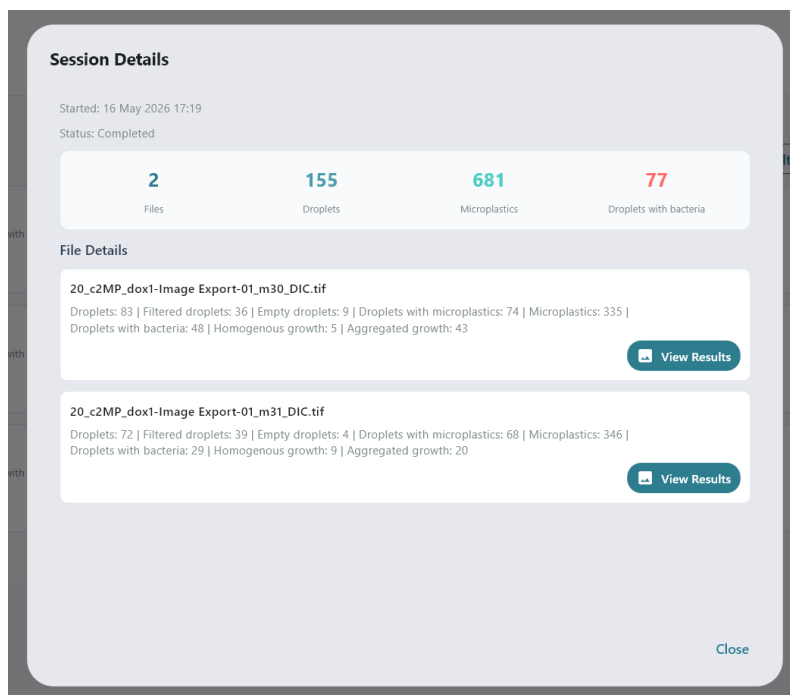 Session Details
Started: 16 May 2026 17:19
Status: Completed
2
155
681
77
Files
Droplets
Microplastics
Droplets with bacteria
File Details
20_c2MP_dox1-Image Export-01_m30_DIC.tif
Droplets: 83 | Filtered droplets: 36 | Empty droplets: 9 | Droplets with microplastics: 74 | Microplastics: 335 |
Droplets with bacteria: 48 | Homogenous growth: 5 | Aggregated growth: 43
View Results
20_c2MP_dox1-Image Export-01_m31_DIC.tif
Droplets: 72 | Filtered droplets: 39 | Empty droplets: 4 | Droplets with microplastics: 68 | Microplastics: 346 |
Droplets with bacteria: 29 | Homogenous growth: 9 | Aggregated growth: 20
View Results
Close